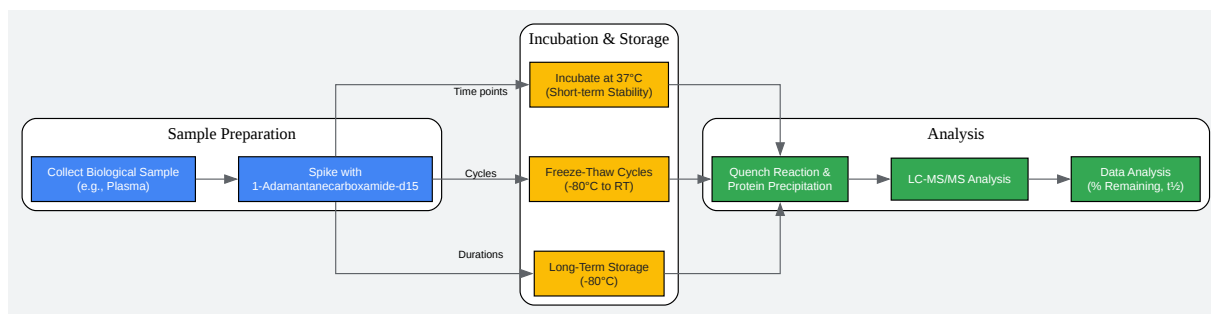 Sample Preparation
Collect Biological Sample
(e.g., Plasma)
Spike with
1-Adamantanecarboxamide-d15
Time points
Cycles
Durations
Incubation & Storage
Incubate at 37°C
(Short-term Stability)
Freeze-Thaw Cycles
(-80°C to RT)
Long-Term Storage
(-80°C)
Analysis
Quench Reaction &
Protein Precipitation
LC-MS/MS Analysis
Data Analysis
(% Remaining, t½)